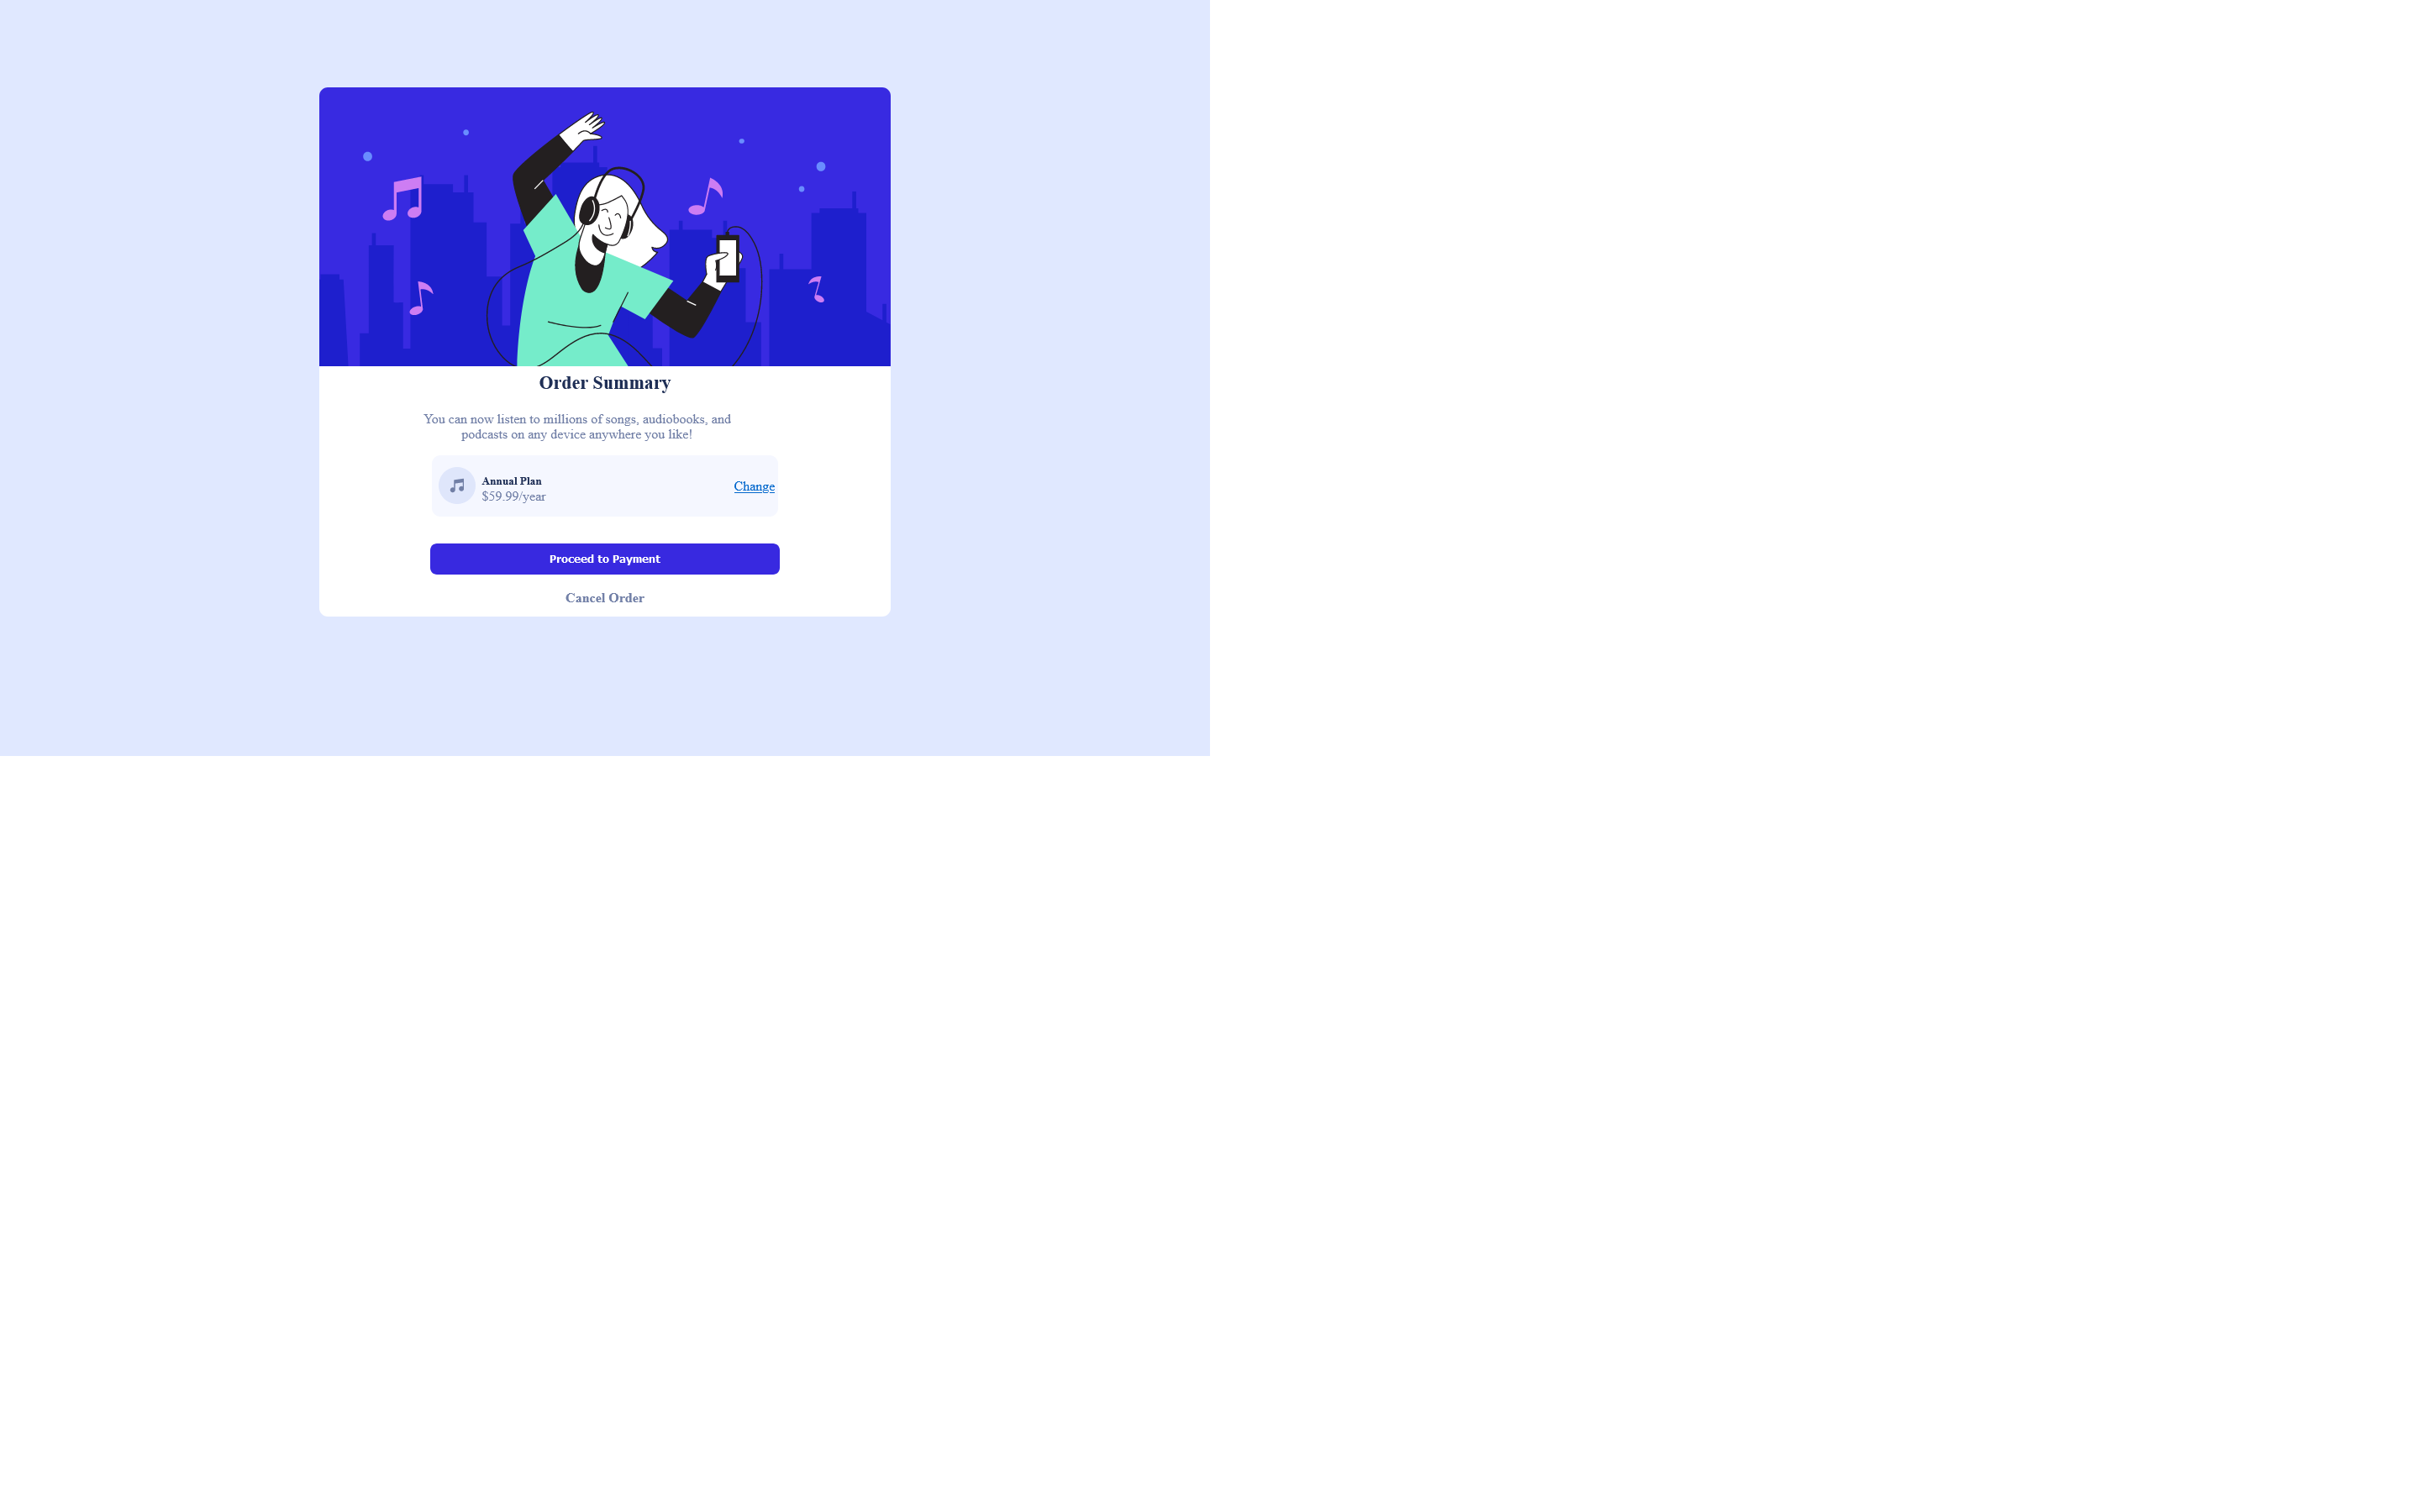 Order Summary
You can now listen to millions of songs, audiobooks, and
podcasts on any device anywhere you like!
Annual Plan
$59.99/year
Change
Proceed to Payment
Cancel Order